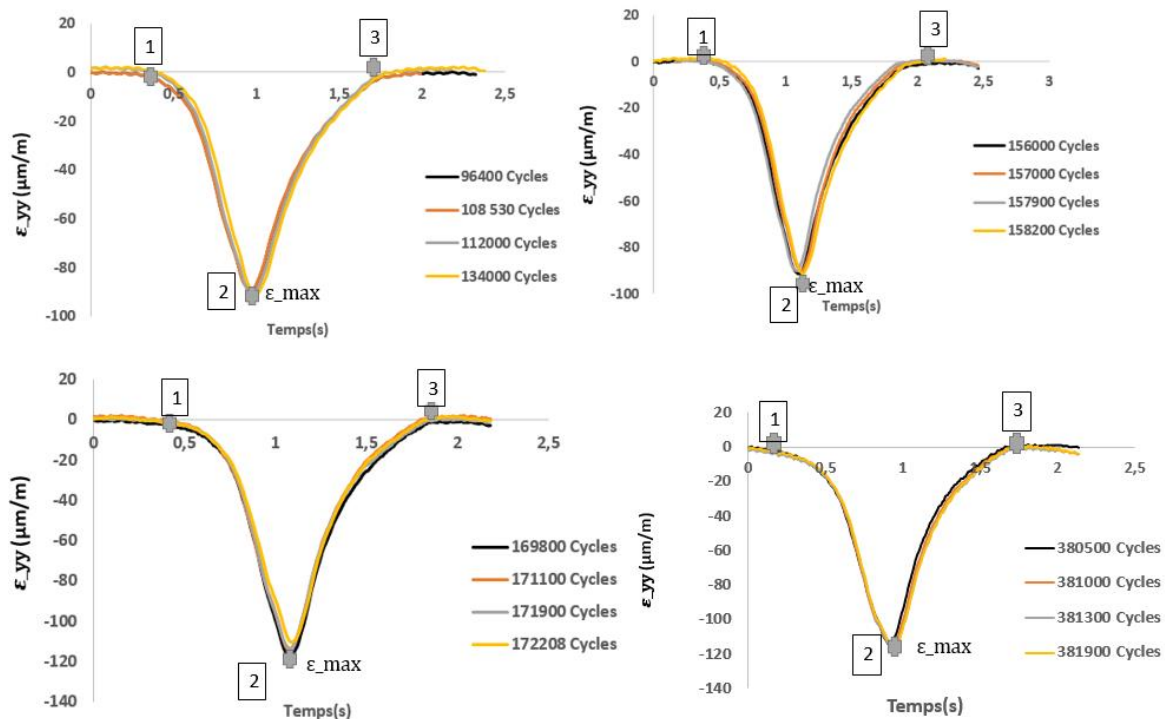 20
0
-20
-40
-60
-80
-100
0
0,5
1
1,5
2
2,5
ε_yy (µm/m)
Temps(s)
1
2
3
ε_max
96400 Cycles
108 530 Cycles
112000 Cycles
134000 Cycles
20
0
-20
-40
-60
-80
-100
0
0,5
1
1,5
2
2,5
3
ε_yy (µm/m)
Temps(s)
1
2
3
ε_max
156000 Cycles
157000 Cycles
157900 Cycles
158200 Cycles
20
0
-20
-40
-60
-80
-100
-120
-140
0
0,5
1
1,5
2
2,5
ε_yy (µm/m)
Temps(s)
1
2
3
ε_max
169800 Cycles
171100 Cycles
171900 Cycles
172208 Cycles
20
0
-20
-40
-60
-80
-100
-120
-140
0
0,5
1
1,5
2
2,5
ε_yy (µm/m)
Temps(s)
1
2
3
ε_max
380500 Cycles
381000 Cycles
381300 Cycles
381900 Cycles